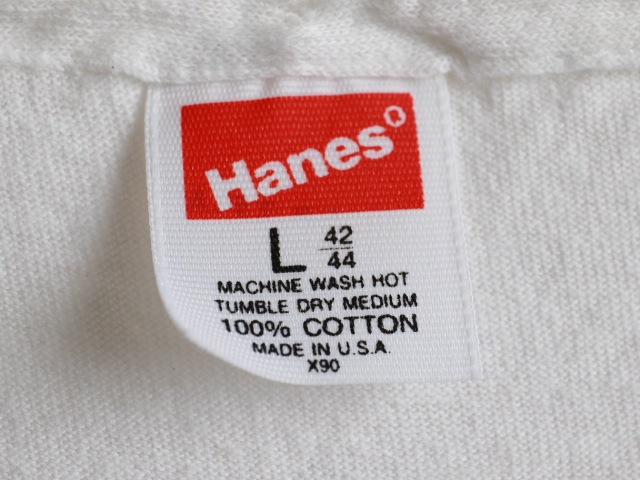 Hanes®
L 42/44
MACHINE WASH HOT
TUMBLE DRY MEDIUM
100% COTTON
MADE IN U.S.A.
X90